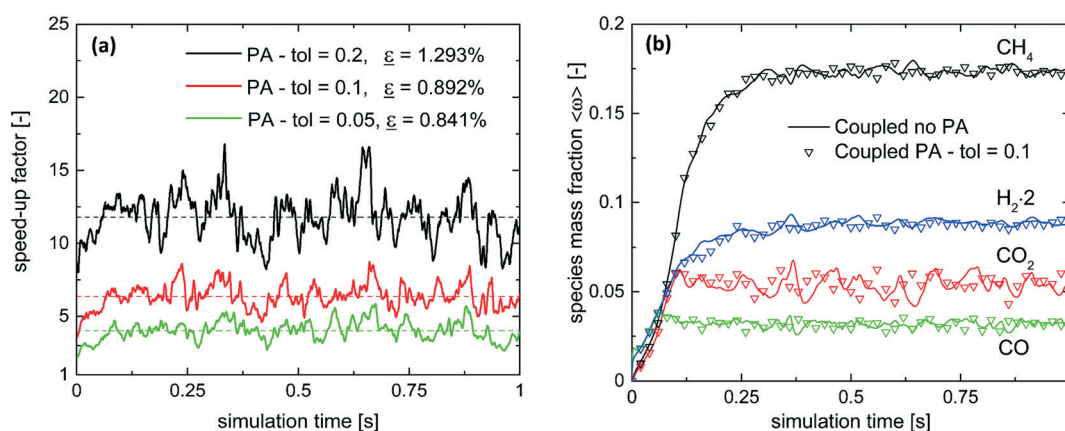 (a)
PA - tol = 0.2, ε = 1.293%
PA - tol = 0.1, ε = 0.892%
PA - tol = 0.05, ε = 0.841%
speed-up factor [-]
25
20
15
10
5
1
0
0.25
0.5
0.75
1
simulation time [s]
(b)
CH4
Coupled no PA
Coupled PA - tol = 0.1
H2·2
CO2
CO
species mass fraction <ω> [-]
0.2
0.15
0.1
0.05
0
0
0.25
0.5
0.75
simulation time [s]